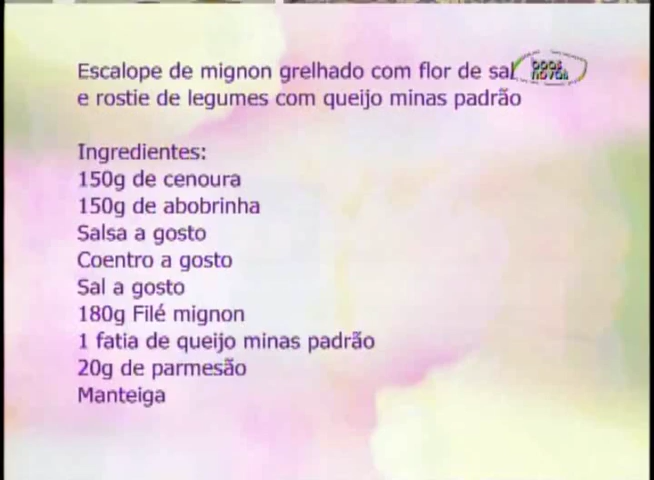 Escalope de mignon grelhado com flor de sal
e rostie de legumes com queijo minas padrão
boas
novas
Ingredientes:
150g de cenoura
150g de abobrinha
Salsa a gosto
Coentro a gosto
Sal a gosto
180g Filé mignon
1 fatia de queijo minas padrão
20g de parmesão
Manteiga